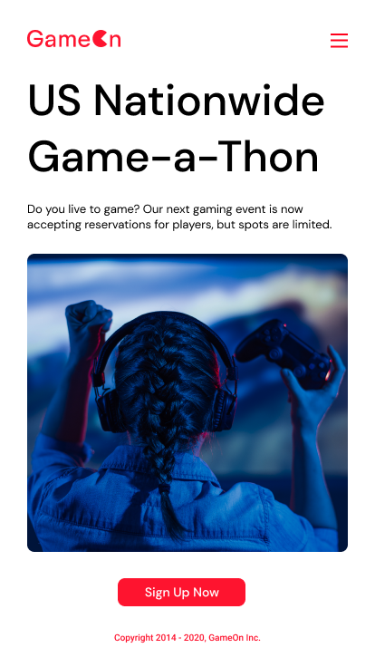 GameOn
US Nationwide
Game-a-Thon
Do you live to game? Our next gaming event is now
accepting reservations for players, but spots are limited.
Sign Up Now
Copyright 2014 - 2020, GameOn Inc.